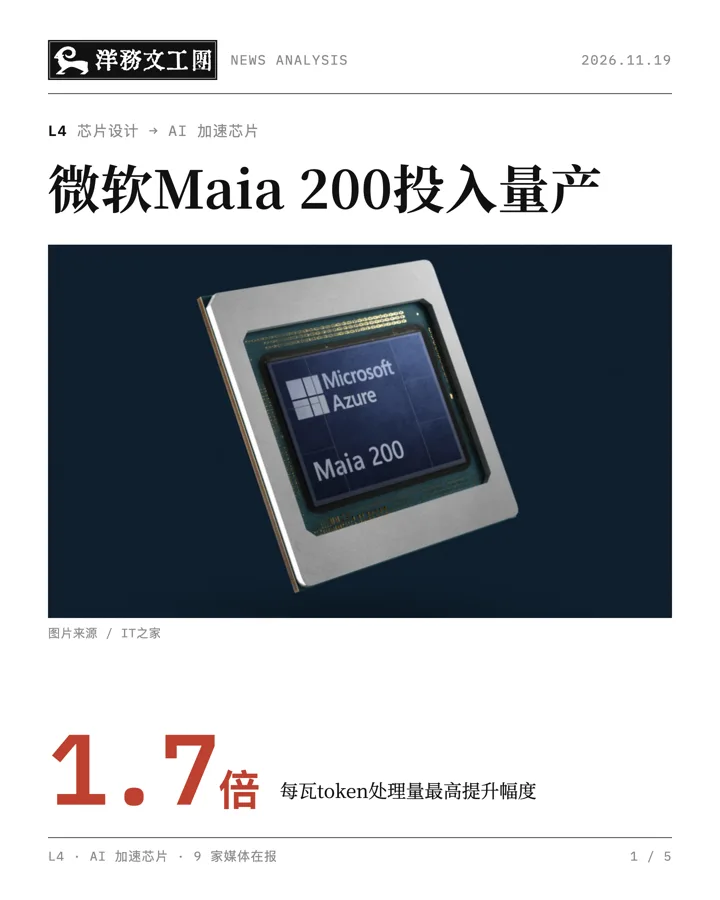 洋務文工團 NEWS ANALYSIS 2026.11.19
L4 芯片设计 → AI 加速芯片
微软Maia 200投入量产
Microsoft
Azure
Maia 200
图片来源 / IT之家
1.7倍 每瓦token处理量最高提升幅度
L4 · AI 加速芯片 · 9 家媒体在报 1 / 5